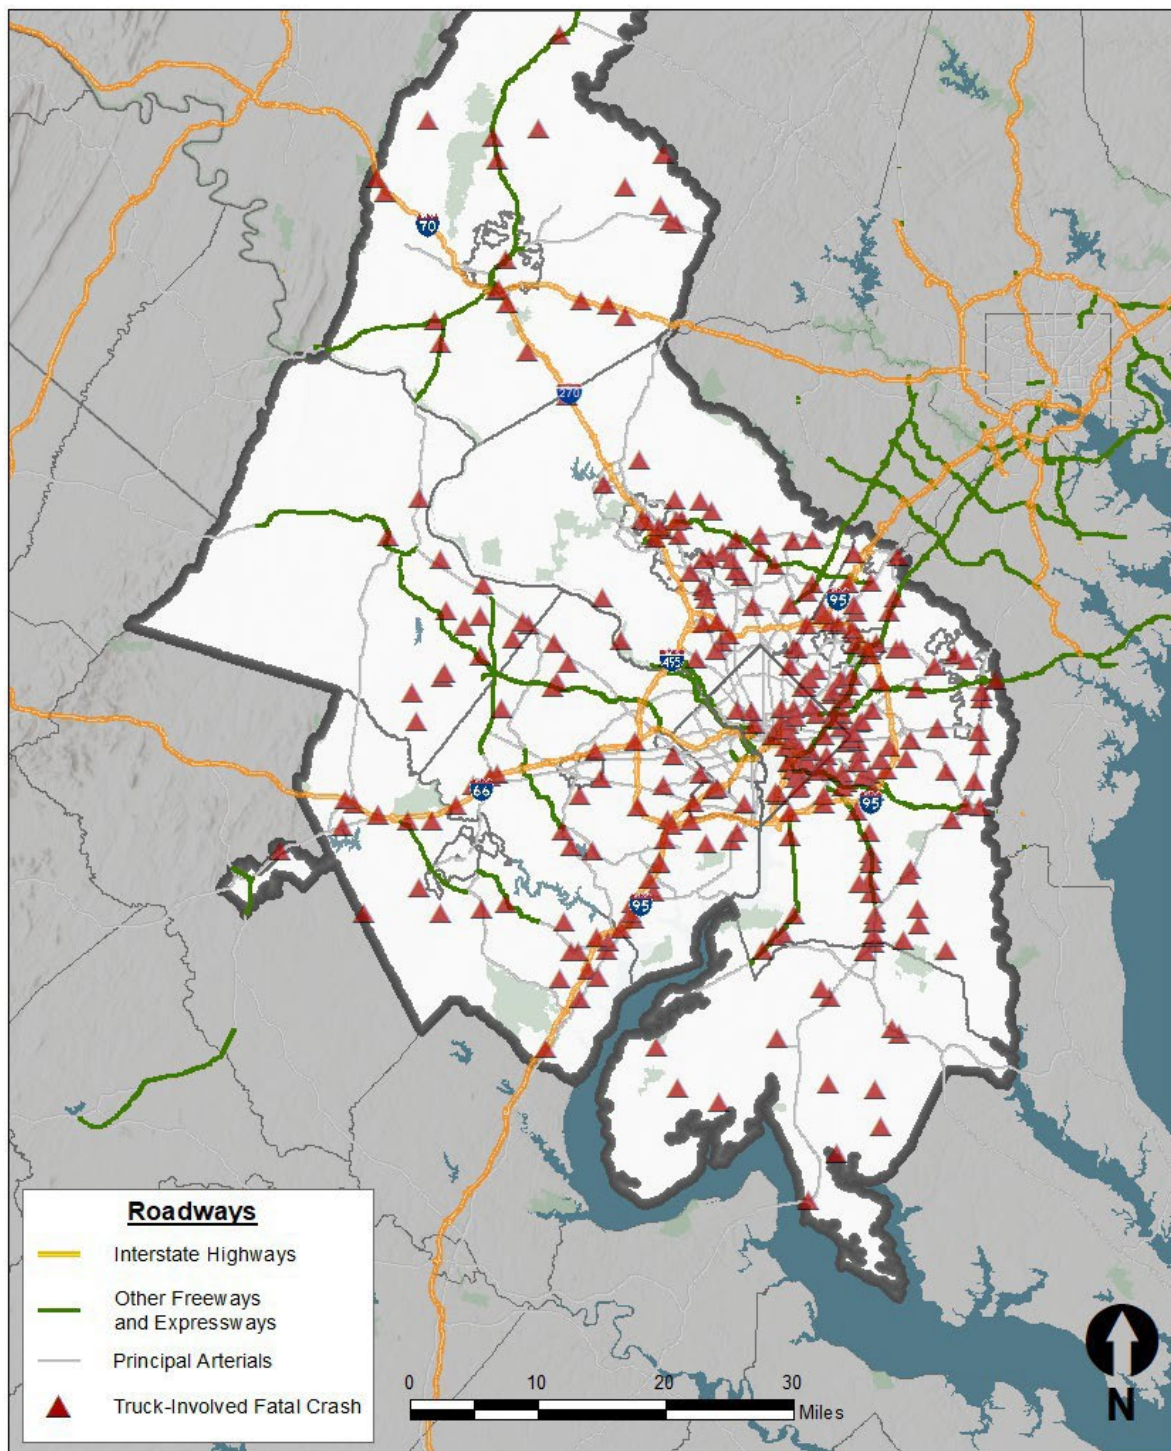 70
270
95
495
66
95
95
Roadways
Interstate Highways
Other Freeways
and Expressways
Principal Arterials
Truck-Involved Fatal Crash
0 10 20 30
Miles
N